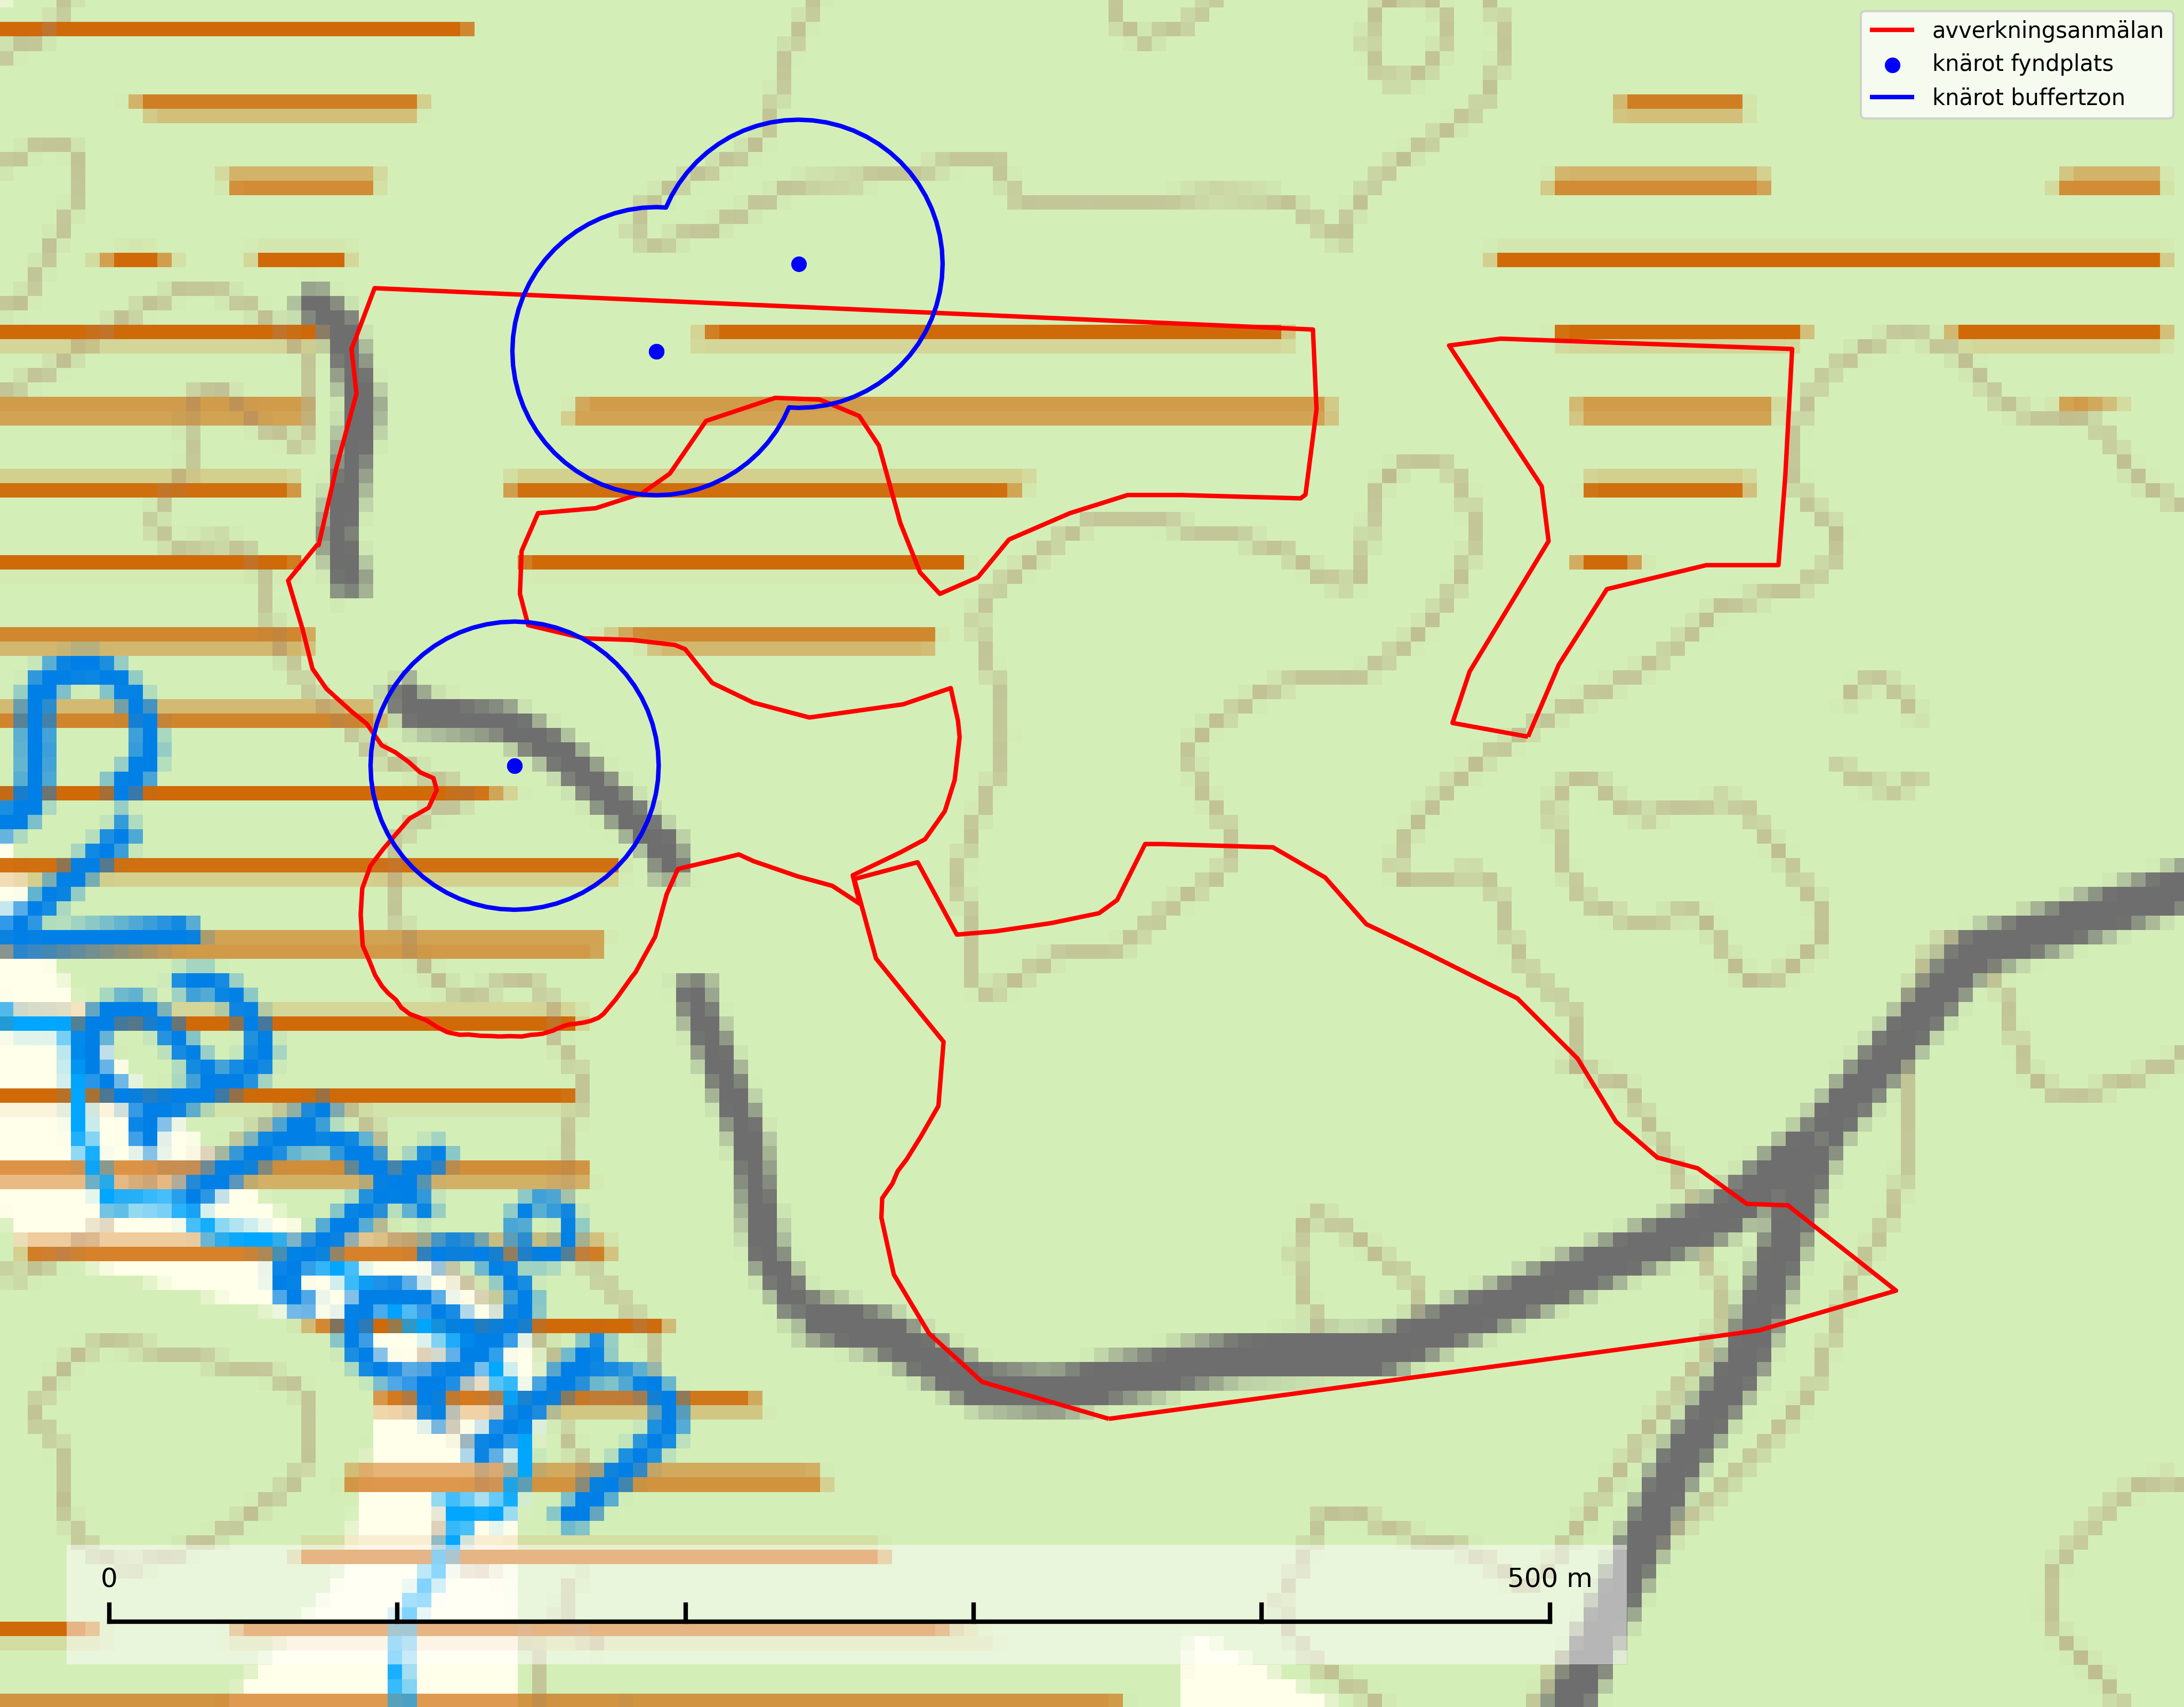 avverkningsanmälan
knärot fyndplats
knärot buffertzon
0 500 m